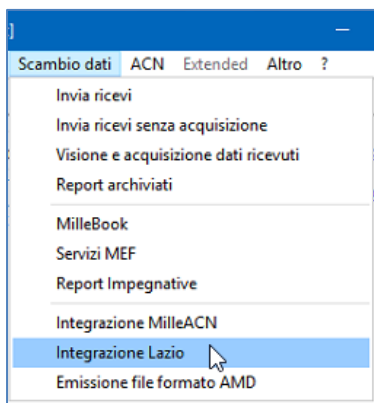 Scambio dati ACN Extended Altro ?
Invia ricevi
Invia ricevi senza acquisizione
Visione e acquisizione dati ricevuti
Report archiviati
MilleBook
Servizi MEF
Report Impegnative
Integrazione MilleACN
Integrazione Lazio
Emissione file formato AMD